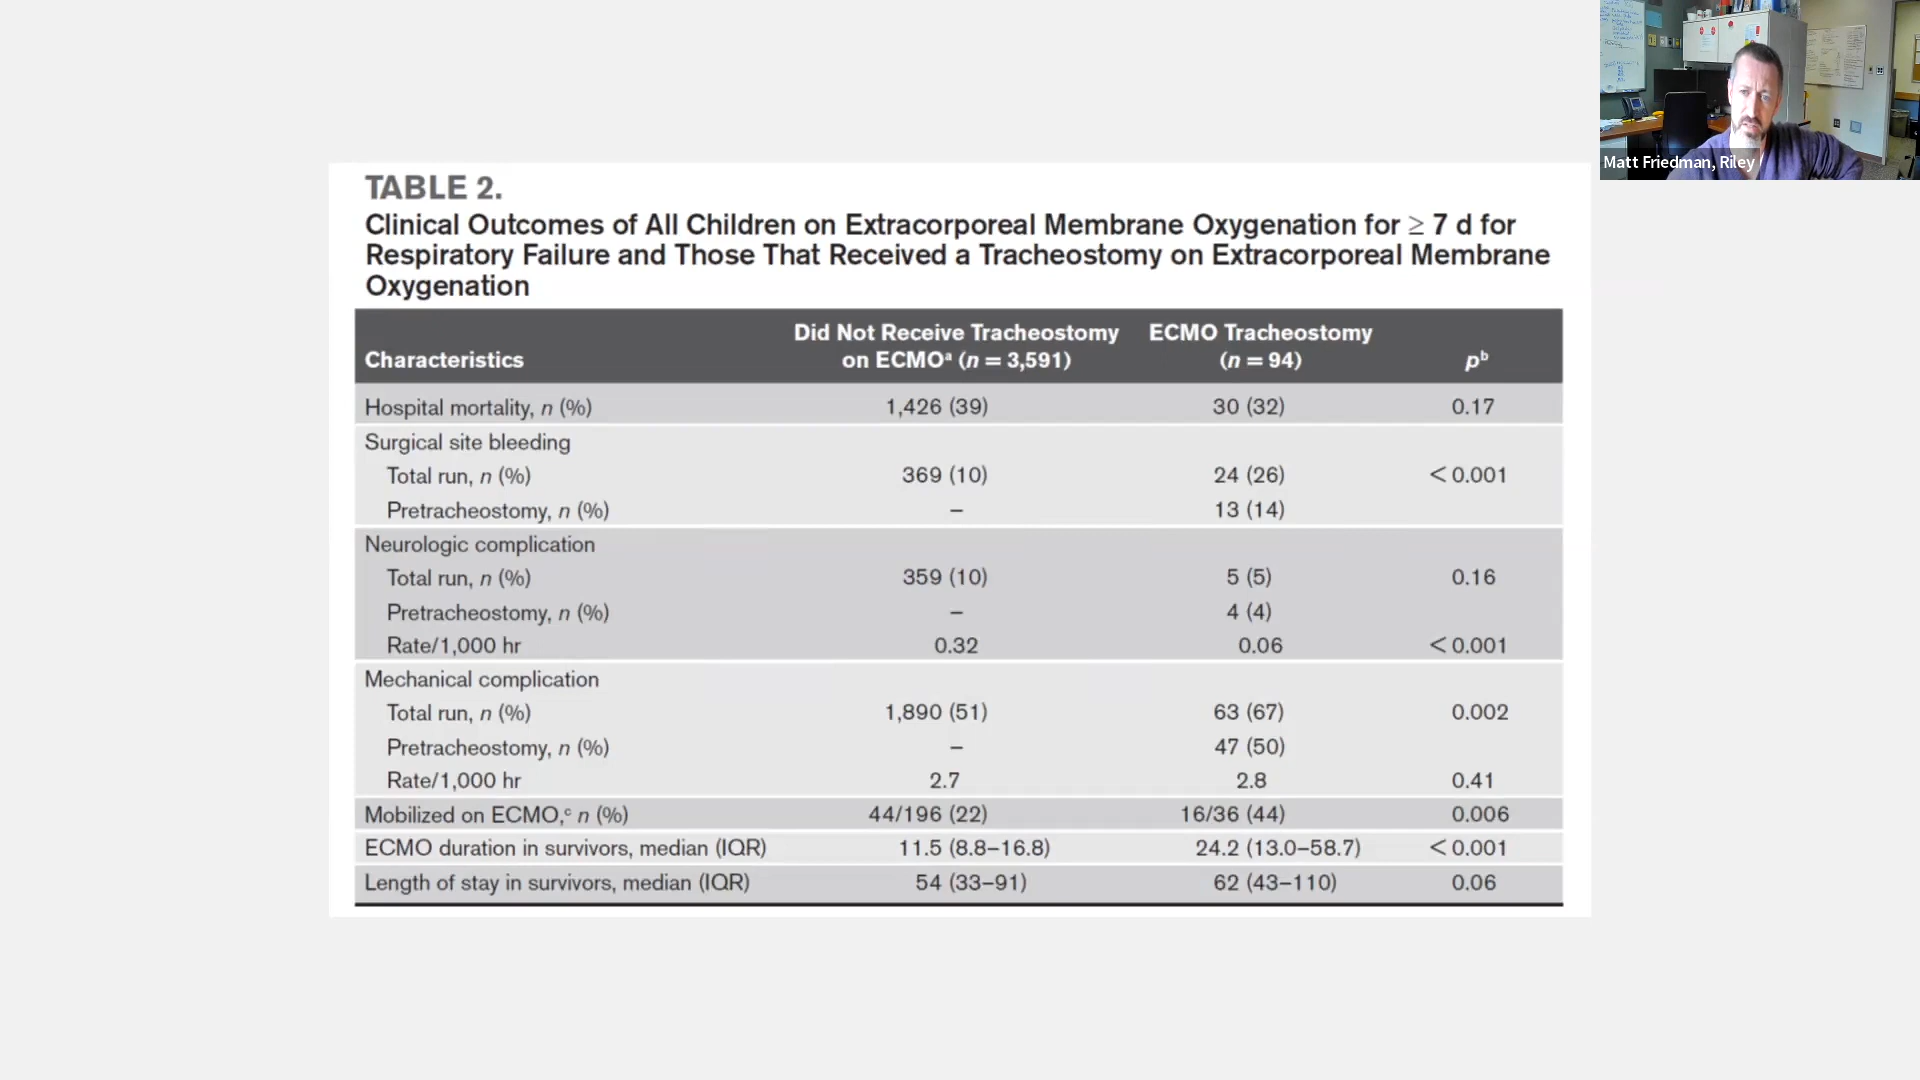 Matt Friedman, Riley
TABLE 2.
Clinical Outcomes of All Children on Extracorporeal Membrane Oxygenation for ≥ 7 d for
Respiratory Failure and Those That Received a Tracheostomy on Extracorporeal Membrane
Oxygenation
Characteristics Did Not Receive Tracheostomy on ECMOᵃ (n = 3,591) ECMO Tracheostomy (n = 94) pᵇ
Hospital mortality, n (%) 1,426 (39) 30 (32) 0.17
Surgical site bleeding
Total run, n (%) 369 (10) 24 (26) < 0.001
Pretracheostomy, n (%) – 13 (14)
Neurologic complication
Total run, n (%) 359 (10) 5 (5) 0.16
Pretracheostomy, n (%) – 4 (4)
Rate/1,000 hr 0.32 0.06 < 0.001
Mechanical complication
Total run, n (%) 1,890 (51) 63 (67) 0.002
Pretracheostomy, n (%) – 47 (50)
Rate/1,000 hr 2.7 2.8 0.41
Mobilized on ECMO,ᶜ n (%) 44/196 (22) 16/36 (44) 0.006
ECMO duration in survivors, median (IQR) 11.5 (8.8–16.8) 24.2 (13.0–58.7) < 0.001
Length of stay in survivors, median (IQR) 54 (33–91) 62 (43–110) 0.06